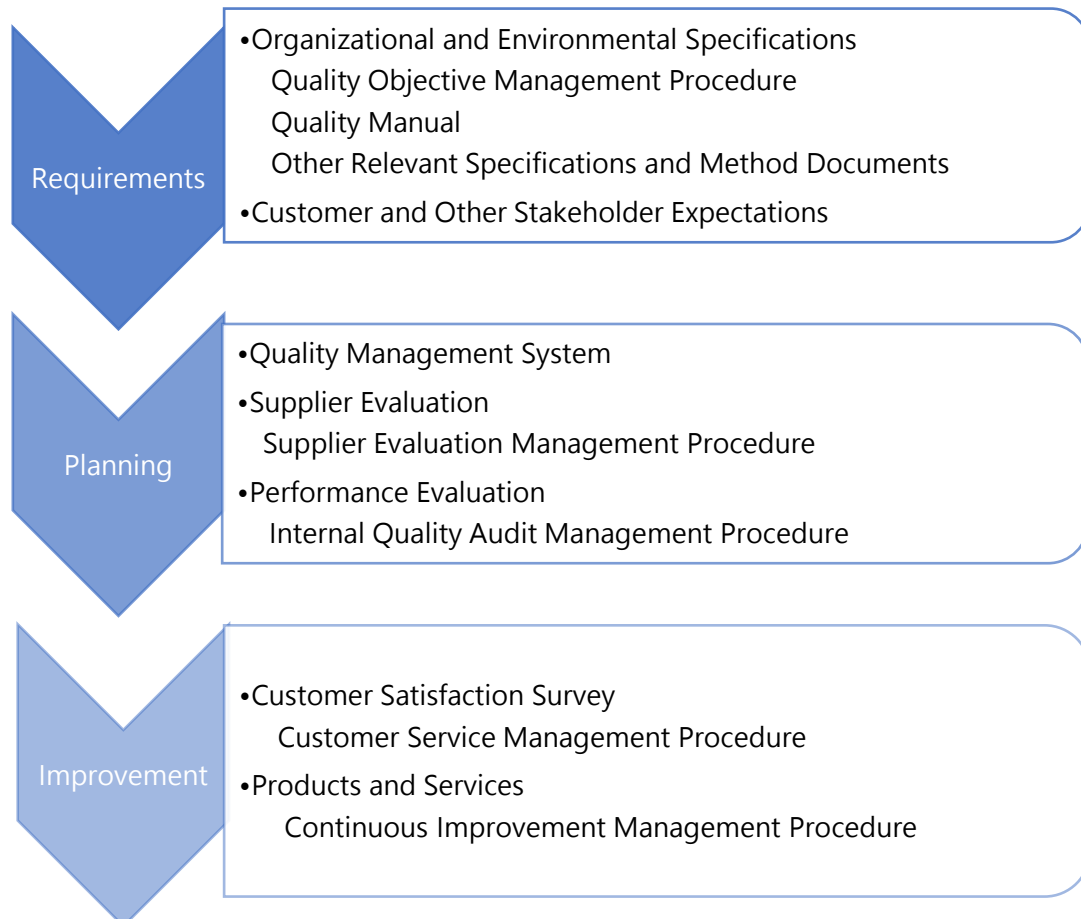 Requirements
•Organizational and Environmental Specifications
Quality Objective Management Procedure
Quality Manual
Other Relevant Specifications and Method Documents
•Customer and Other Stakeholder Expectations
Planning
•Quality Management System
•Supplier Evaluation
Supplier Evaluation Management Procedure
•Performance Evaluation
Internal Quality Audit Management Procedure
Improvement
•Customer Satisfaction Survey
Customer Service Management Procedure
•Products and Services
Continuous Improvement Management Procedure